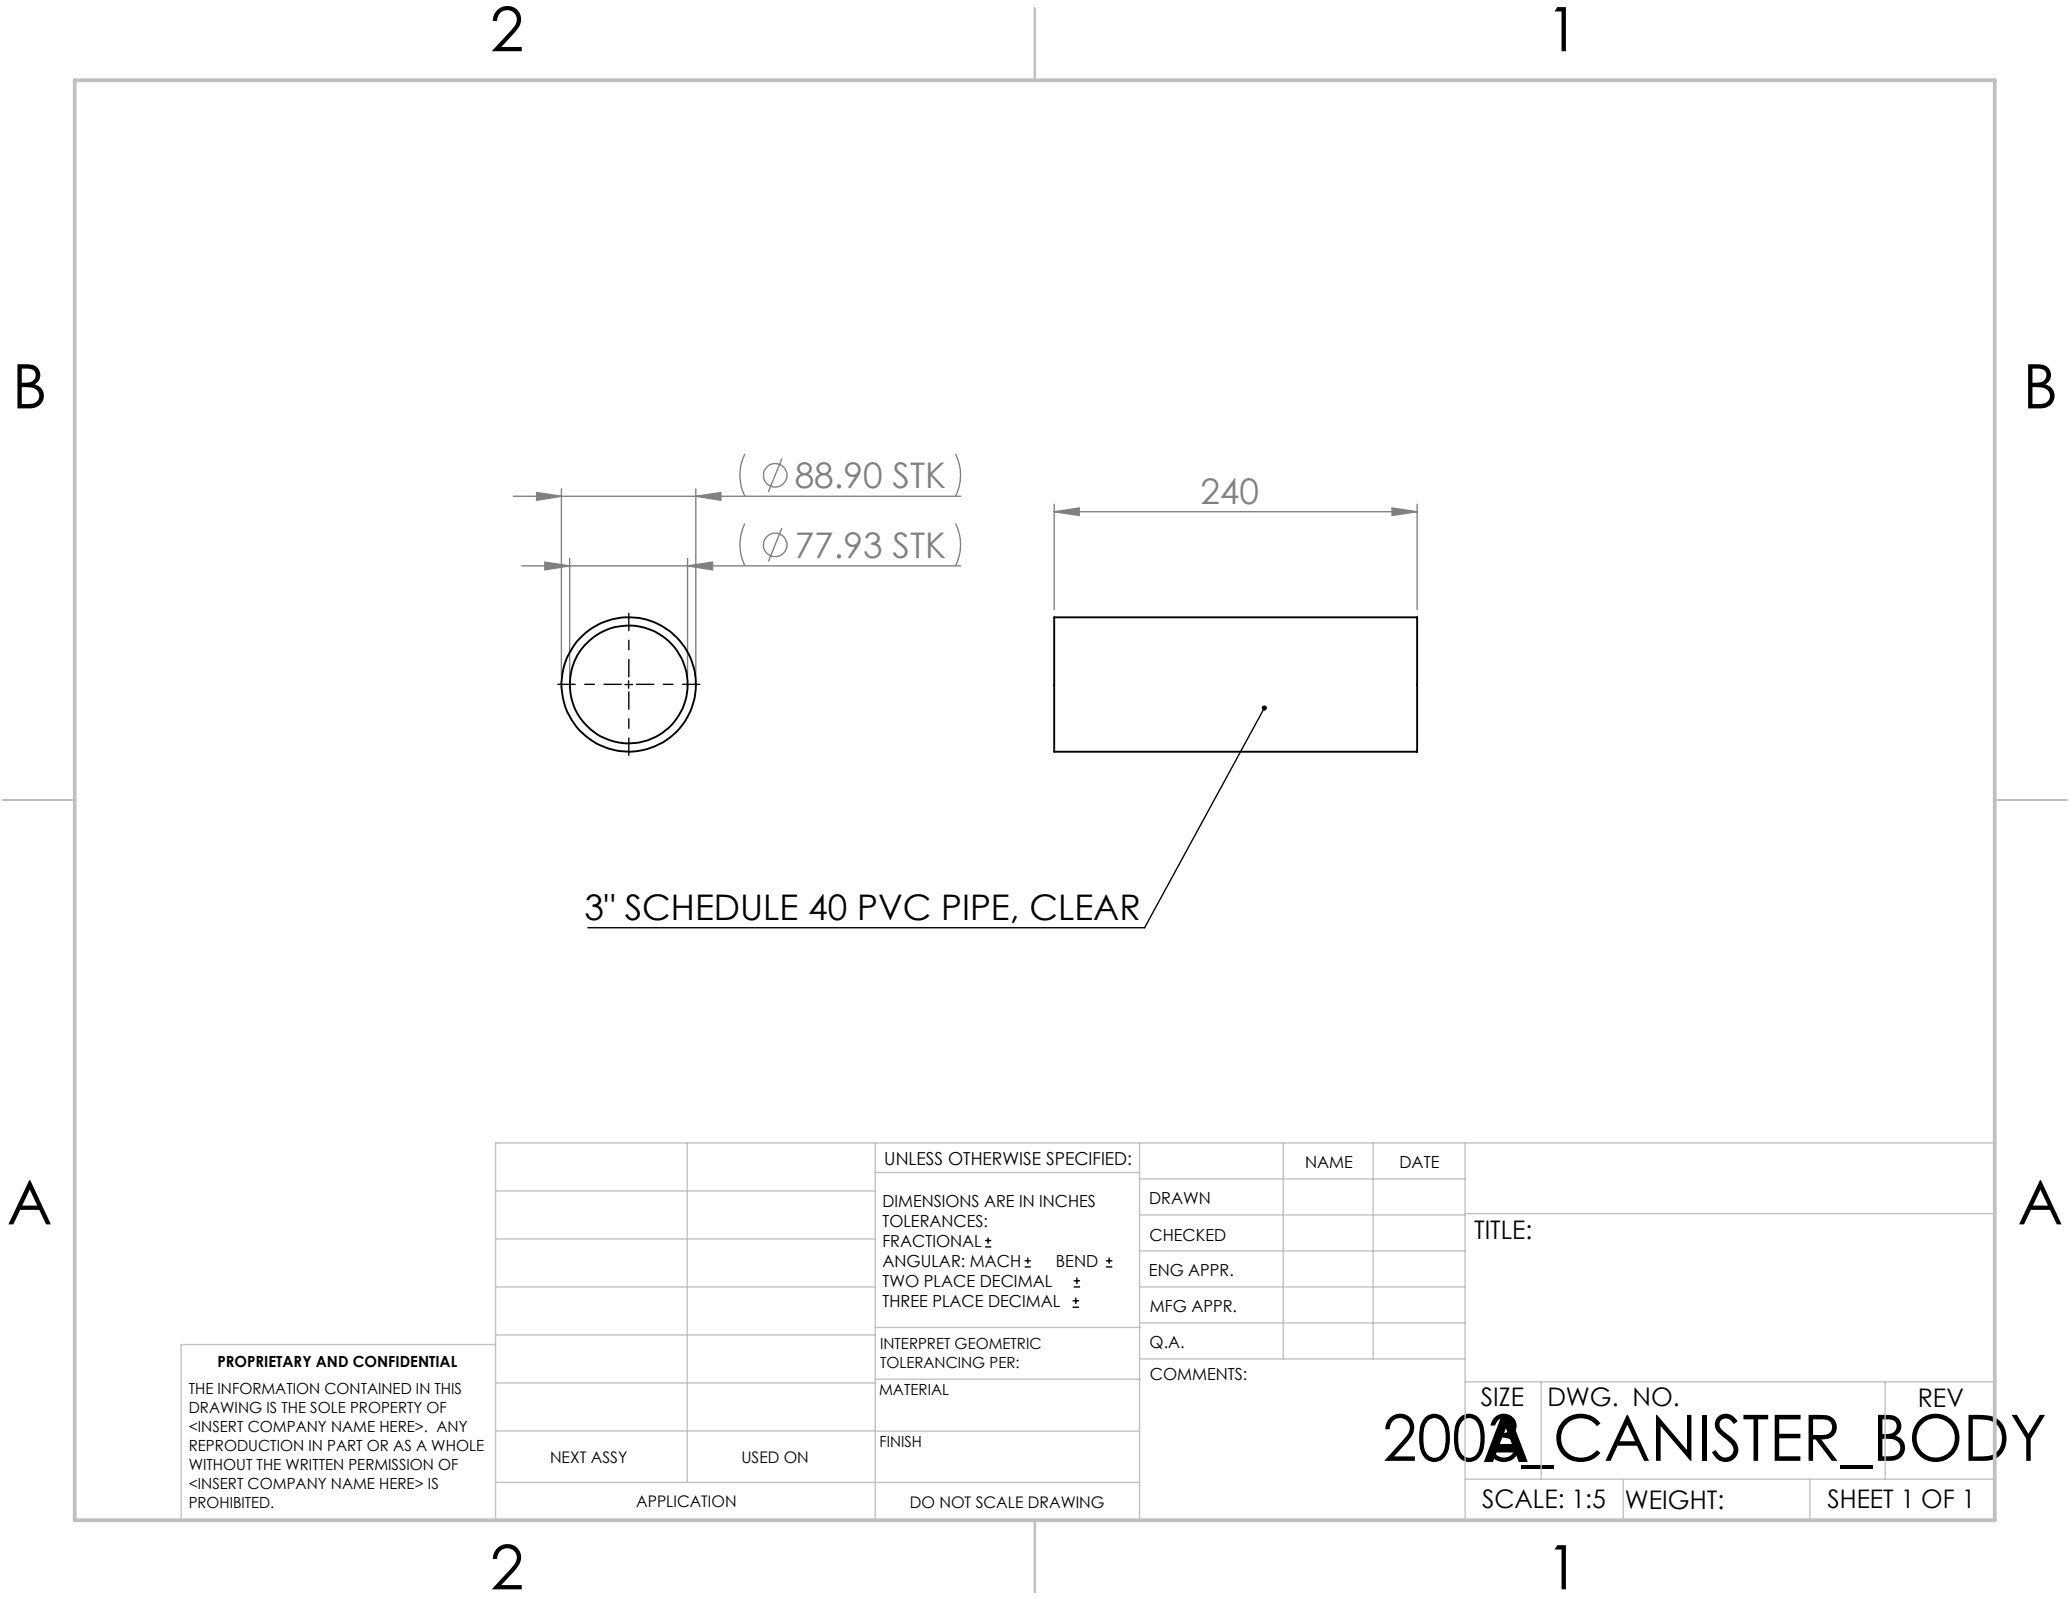 2 1
B B
( ∅88.90 STK )
240
( ∅77.93 STK )
3" SCHEDULE 40 PVC PIPE, CLEAR
A A
UNLESS OTHERWISE SPECIFIED:
DIMENSIONS ARE IN INCHES
TOLERANCES:
FRACTIONAL ±
ANGULAR: MACH ± BEND ±
TWO PLACE DECIMAL ±
THREE PLACE DECIMAL ±
INTERPRET GEOMETRIC
TOLERANCING PER:
MATERIAL
FINISH
DO NOT SCALE DRAWING
NAME DATE
DRAWN
CHECKED
ENG APPR.
MFG APPR.
Q.A.
COMMENTS:
TITLE:
SIZE DWG. NO. REV
A
_CANISTER_BODY
SCALE: 1:5 WEIGHT: SHEET 1 OF 1
PROPRIETARY AND CONFIDENTIAL
THE INFORMATION CONTAINED IN THIS
DRAWING IS THE SOLE PROPERTY OF
<INSERT COMPANY NAME HERE>. ANY
REPRODUCTION IN PART OR AS A WHOLE
WITHOUT THE WRITTEN PERMISSION OF
<INSERT COMPANY NAME HERE> IS
PROHIBITED.
NEXT ASSY USED ON
APPLICATION
2 1